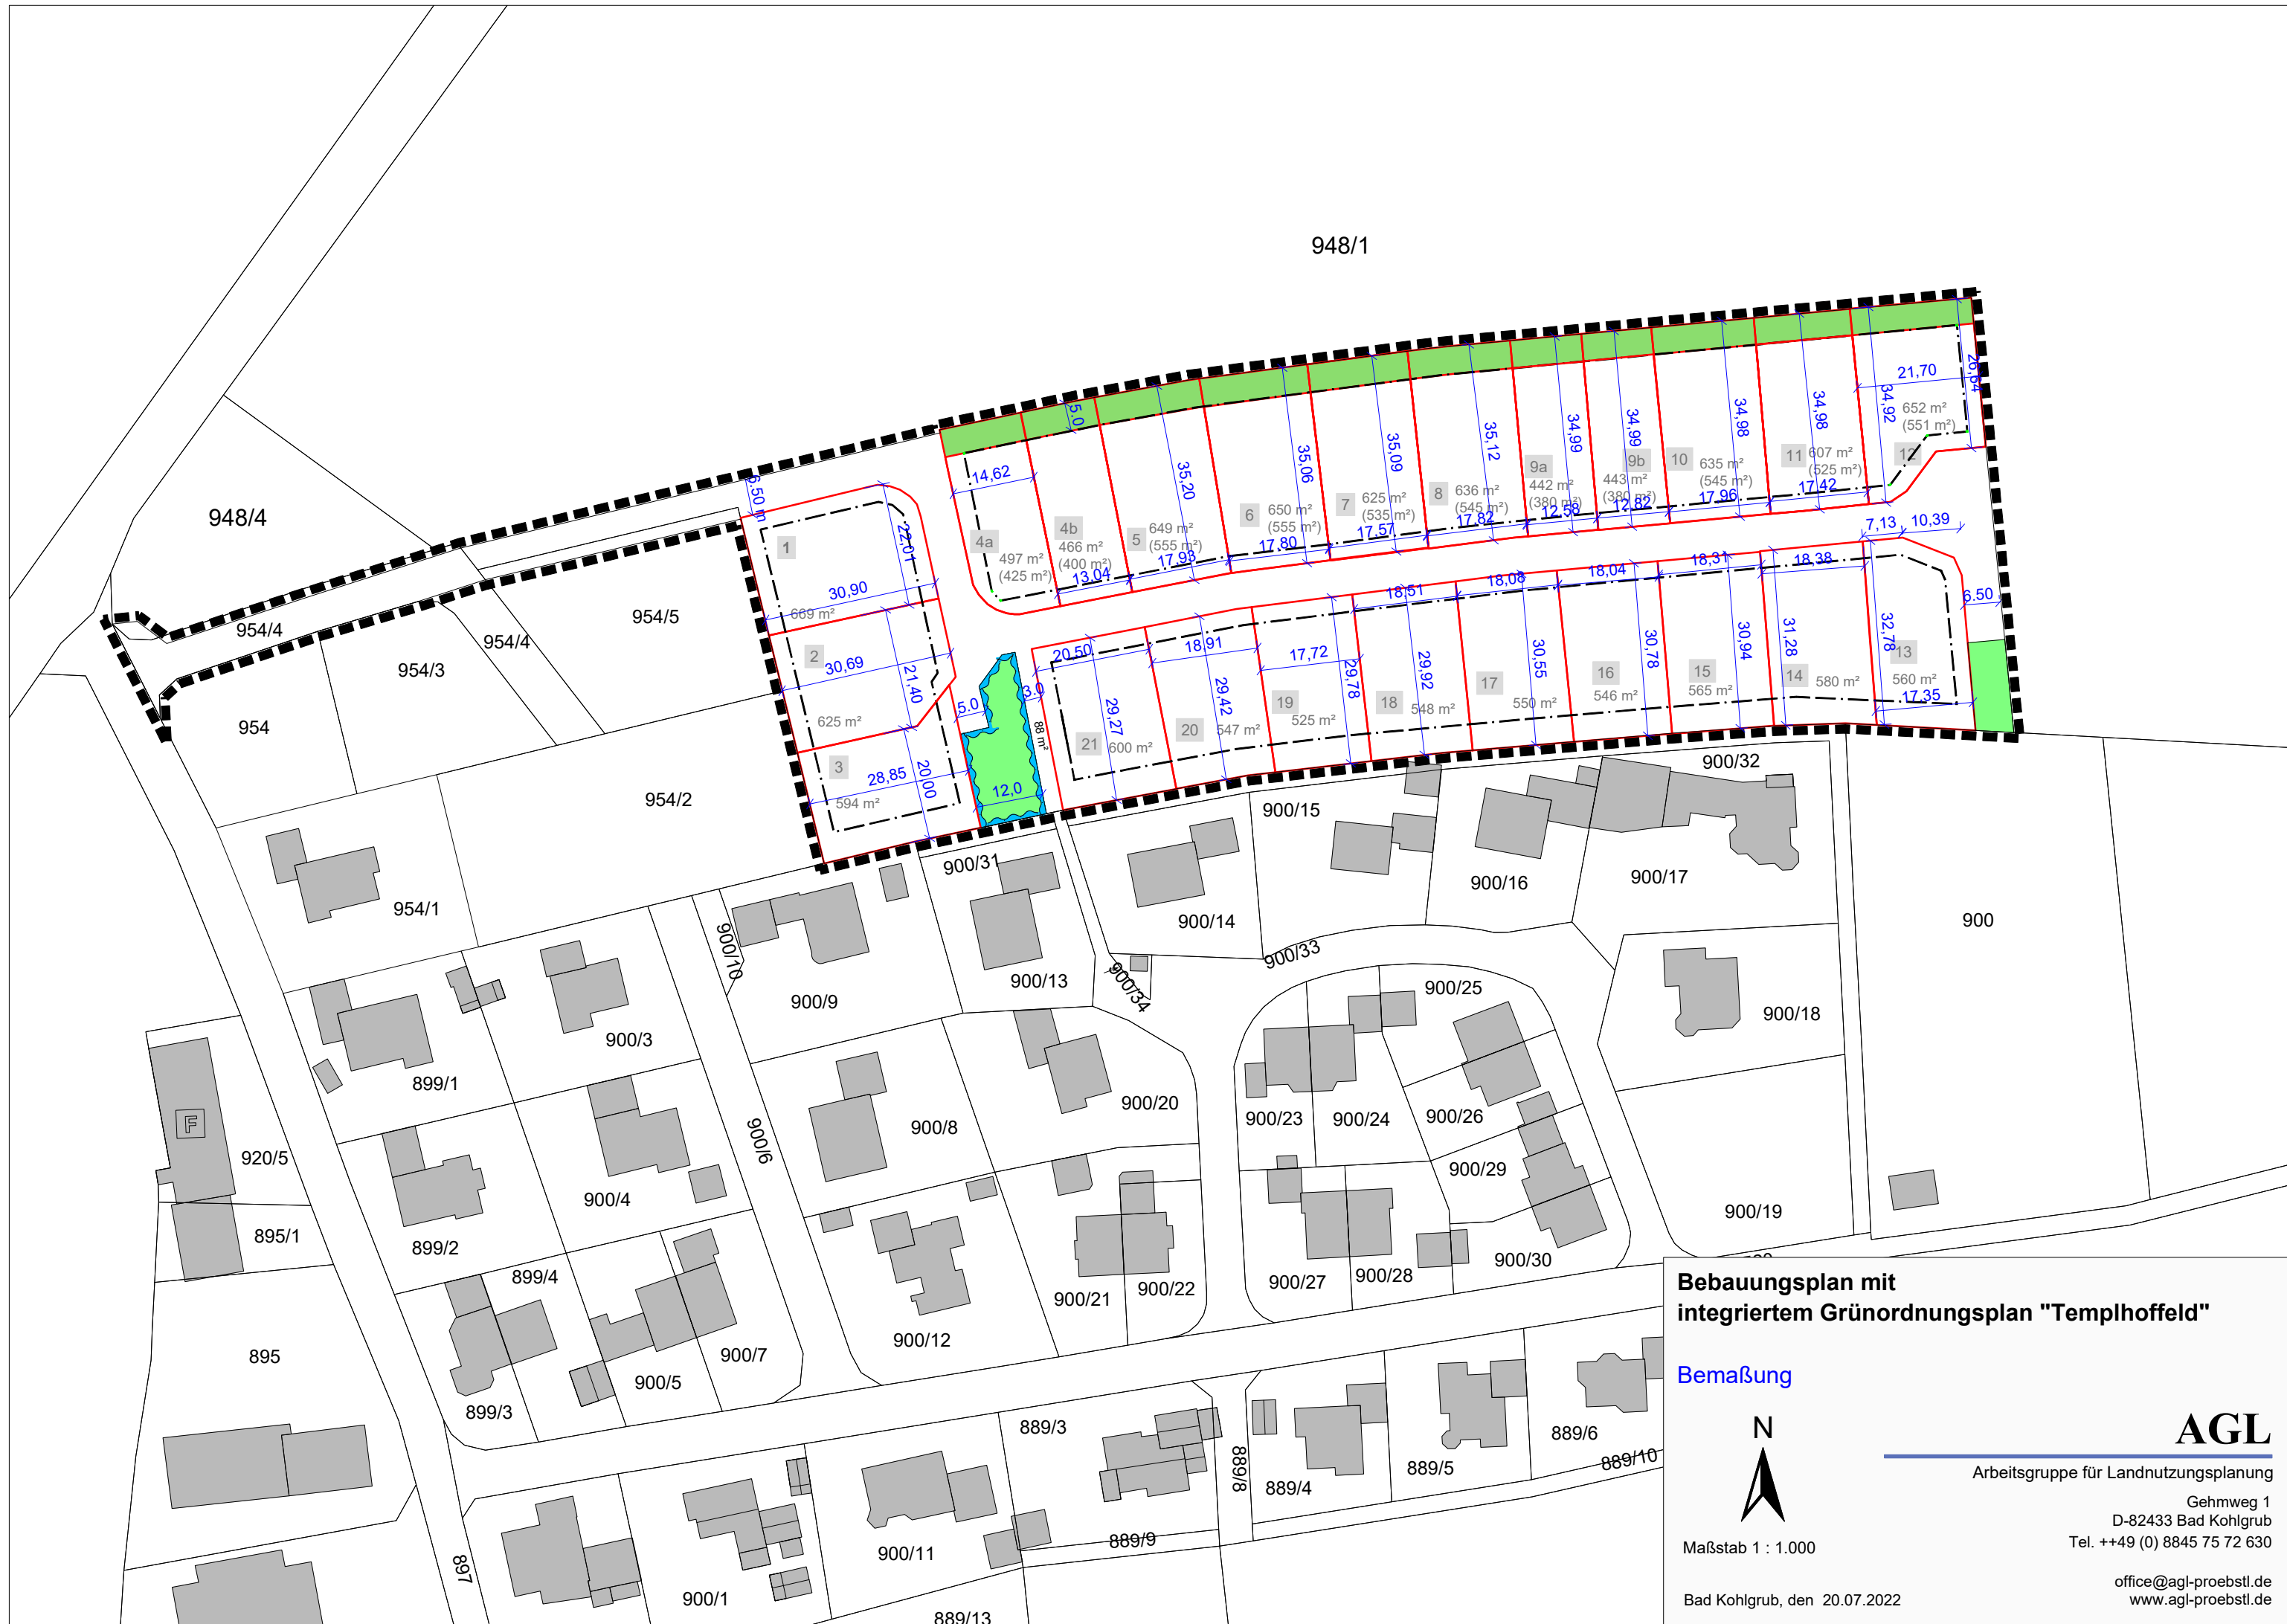 948/1
948/4
954/4
954/3
954/4
954/5
954
954/2
954/1
6.50 m
1
669 m²
30,90
22,01
2
625 m²
30,69
21,40
3
594 m²
28,85
20,00
5.0
12,0
3.0
88 m²
5.0
14,62
4a
497 m²
(425 m²)
4b
466 m²
(400 m²)
13,04
5
649 m²
(555 m²)
17,93
35,20
6
650 m²
(555 m²)
17,80
35,06
7
625 m²
(535 m²)
17,57
35,09
8
636 m²
(545 m²)
17,82
35,12
9a
442 m²
(380 m²)
12,58
34,99
9b
443 m²
(380 m²)
12,82
34,99
10
635 m²
(545 m²)
17,96
34,98
11
607 m²
(525 m²)
17,42
34,98
12
652 m²
(551 m²)
21,70
34,92
26,64
7,13
10,39
6.50
13
560 m²
17,35
32,78
14
580 m²
18,38
31,28
15
565 m²
18,31
30,94
16
546 m²
18,04
30,78
17
550 m²
18,08
30,55
18
548 m²
18,51
29,92
19
525 m²
17,72
29,78
20
547 m²
18,91
29,42
21
600 m²
20,50
29,27
900/32
900/15
900/31
900/16
900/17
900/14
900
900/10
900/9
900/13
900/34
900/33
900/25
900/18
900/3
899/1
900/20
900/8
900/6
900/23
900/24
900/26
900/29
F
920/5
900/4
900/19
895/1
899/2
899/4
900/21
900/22
900/27
900/28
900/30
900/12
895
900/7
900/5
899/3
889/3
889/8
889/4
889/5
889/6
889/10
889/9
900/11
897
900/1
889/13
Bebauungsplan mit
integriertem Grünordnungsplan "Templhoffeld"
Bemaßung
N
AGL
Arbeitsgruppe für Landnutzungsplanung
Gehmweg 1
D-82433 Bad Kohlgrub
Tel. ++49 (0) 8845 75 72 630
Maßstab 1 : 1.000
office@agl-proebstl.de
www.agl-proebstl.de
Bad Kohlgrub, den 20.07.2022